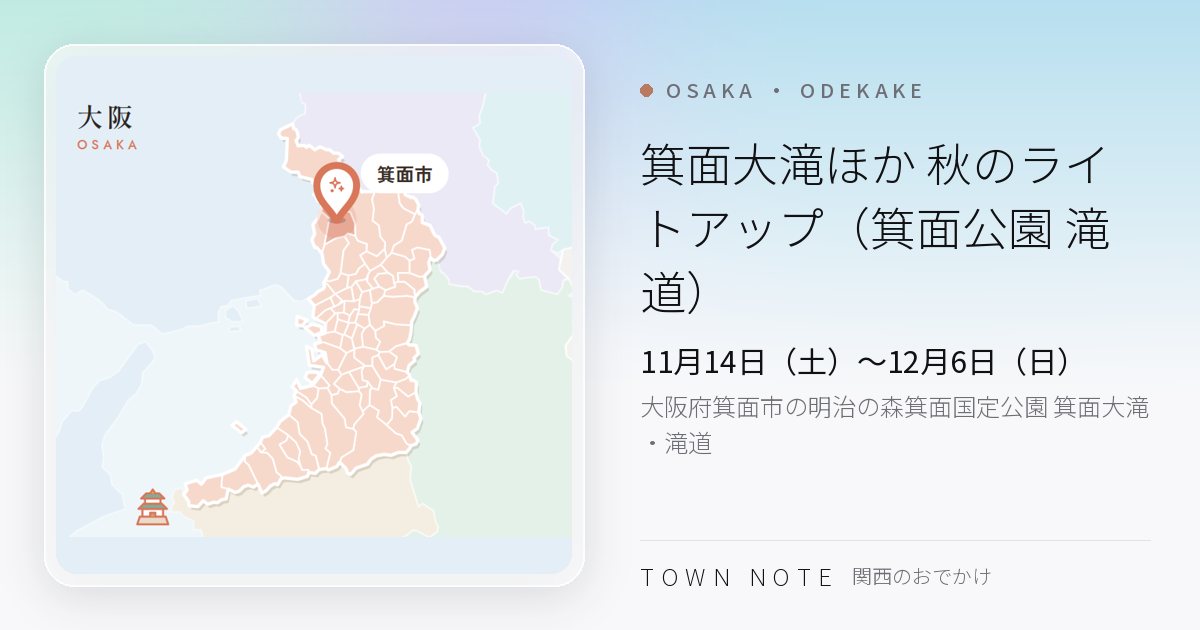 大阪
OSAKA
箕面市
OSAKA・ODEKAKE
箕面大滝ほか 秋のライ
トアップ（箕面公園 滝
道）
11月14日（土）〜12月6日（日）
大阪府箕面市の明治の森箕面国定公園 箕面大滝
・滝道
TOWN NOTE 関西のおでかけ